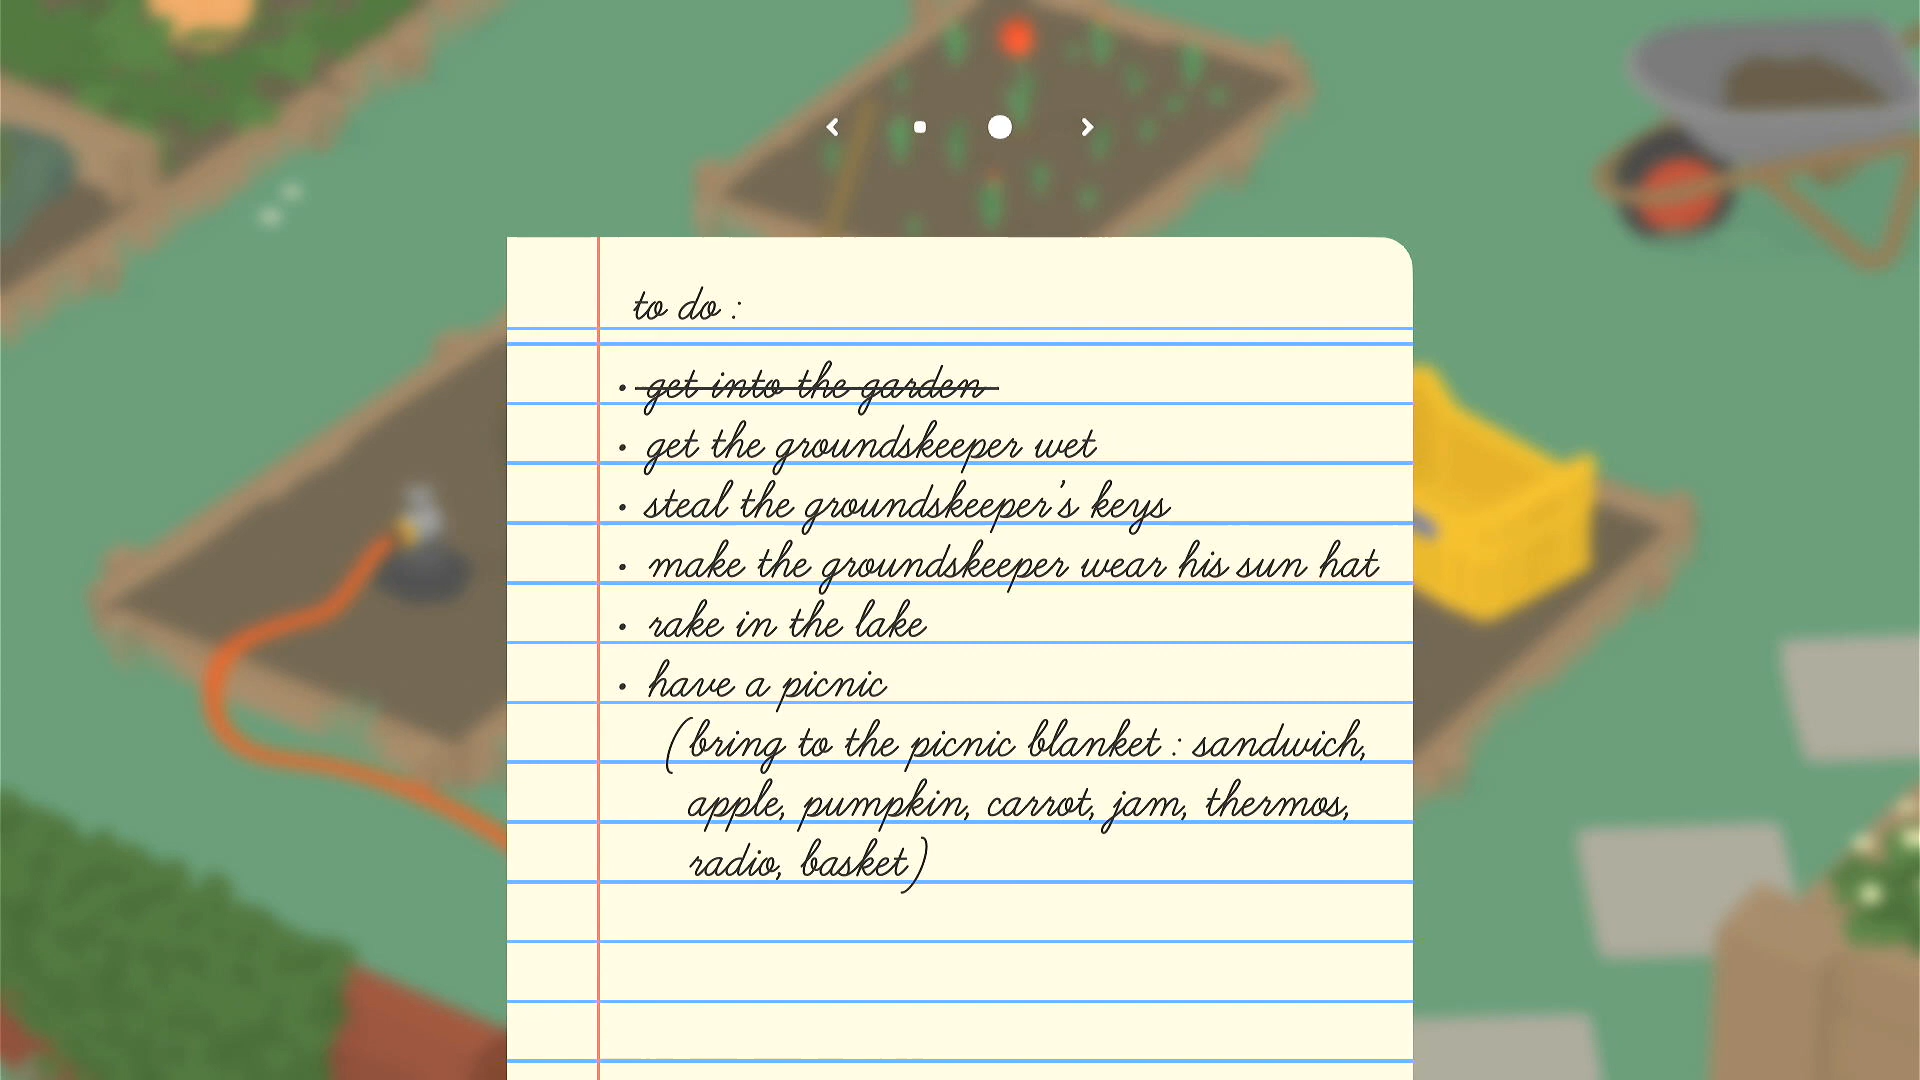 to do :
• get into the garden
• get the groundskeeper wet
• steal the groundskeeper's keys
• make the groundskeeper wear his sun hat
• rake in the lake
• have a picnic
(bring to the picnic blanket : sandwich,
apple, pumpkin, carrot, jam, thermos,
radio, basket)